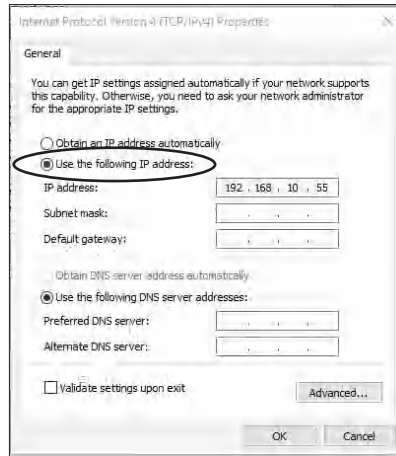 Internet Protocol Version 4 (TCP/IPv4) Properties
General
You can get IP settings assigned automatically if your network supports
this capability. Otherwise, you need to ask your network administrator
for the appropriate IP settings.
Obtain an IP address automatically
Use the following IP address:
IP address: 192 . 168 . 10 . 55
Subnet mask: . . .
Default gateway: . . .
Obtain DNS server address automatically
Use the following DNS server addresses:
Preferred DNS server: . . .
Alternate DNS server: . . .
Validate settings upon exit
Advanced...
OK Cancel